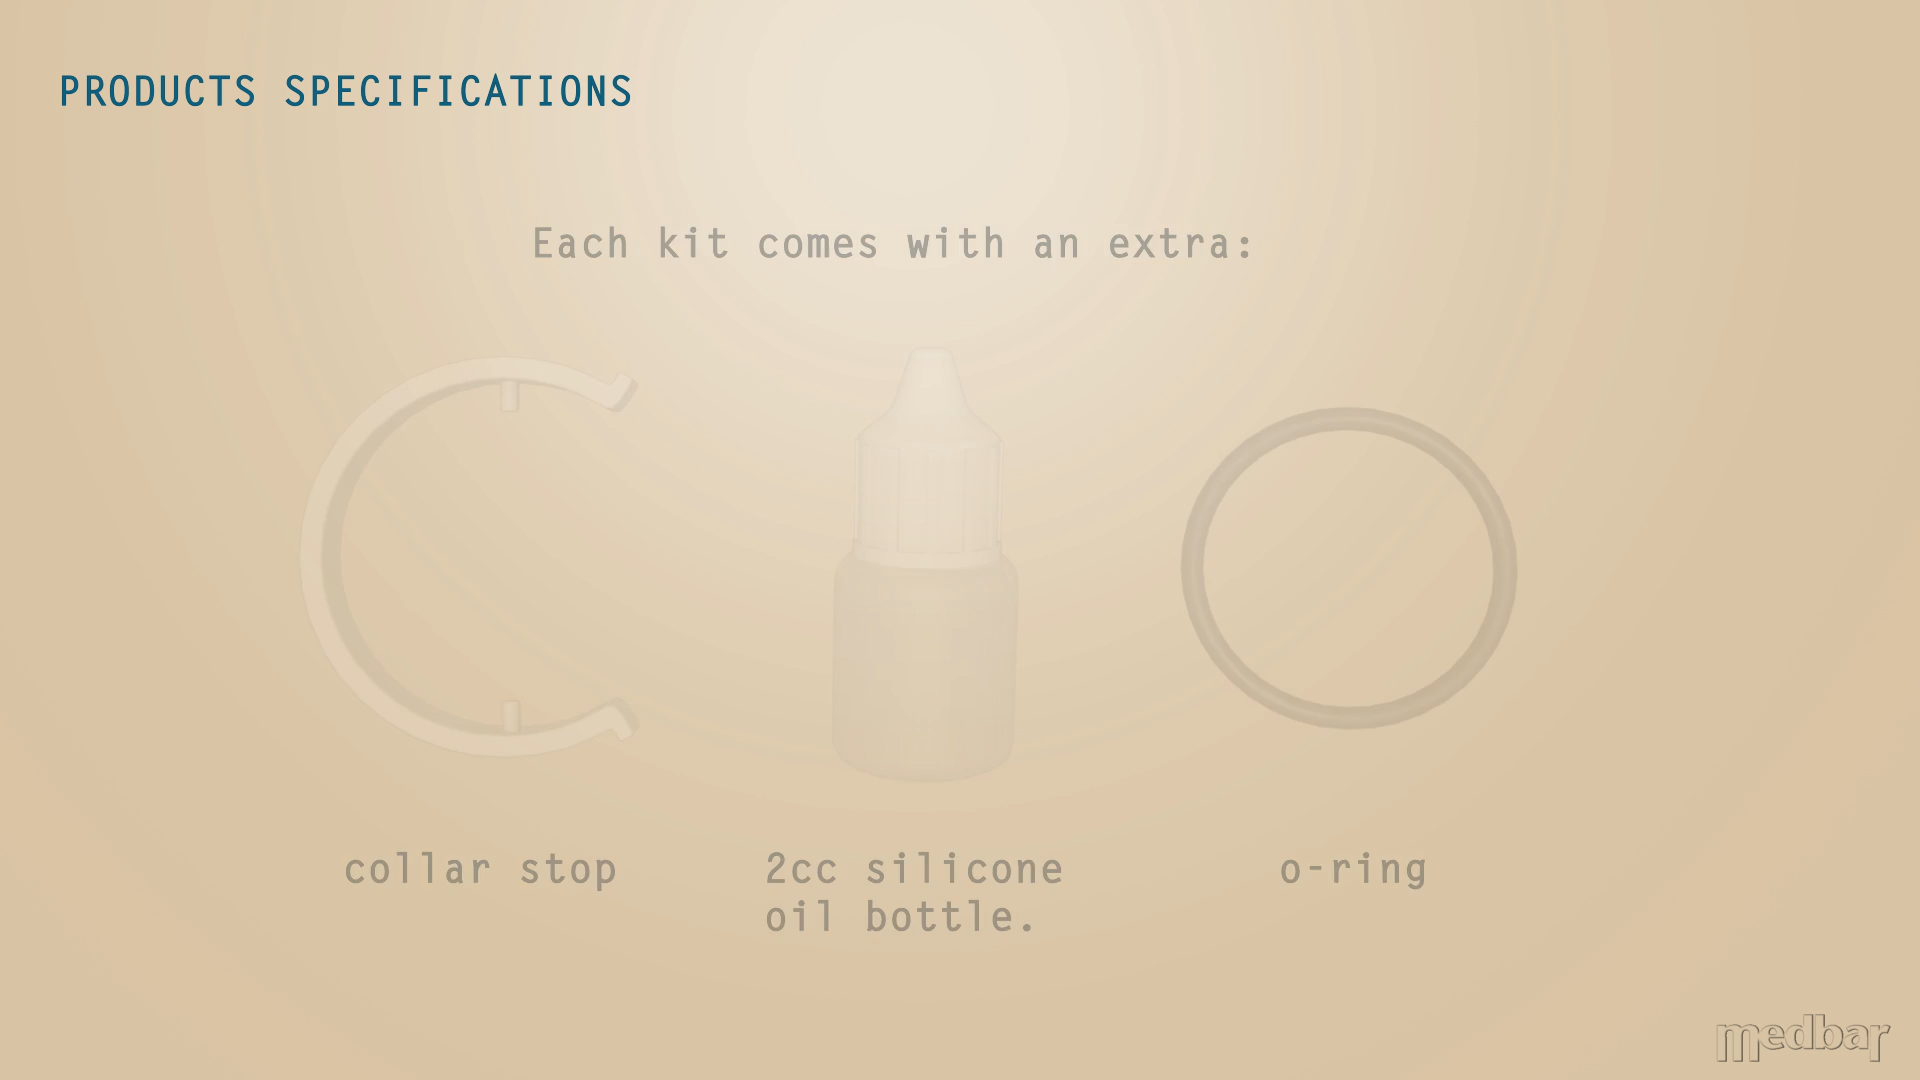 PRODUCTS SPECIFICATIONS
Each kit comes with an extra:
collar stop
2cc silicone
oil bottle.
o-ring
medbar